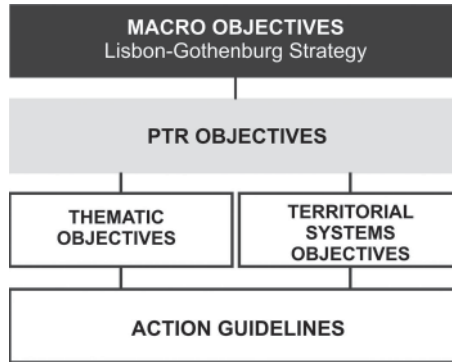 MACRO OBJECTIVES
Lisbon-Gothenburg Strategy
PTR OBJECTIVES
THEMATIC
OBJECTIVES
TERRITORIAL
SYSTEMS
OBJECTIVES
ACTION GUIDELINES